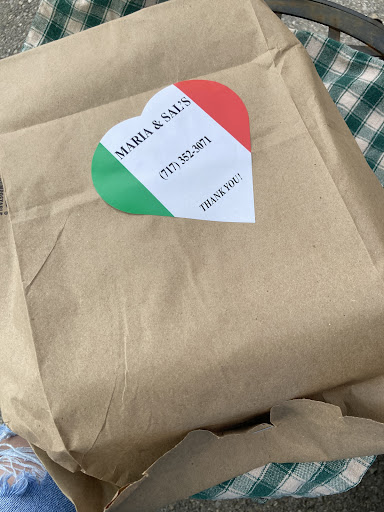 MARIA & SAL'S
(717) 352-3071
THANK YOU!